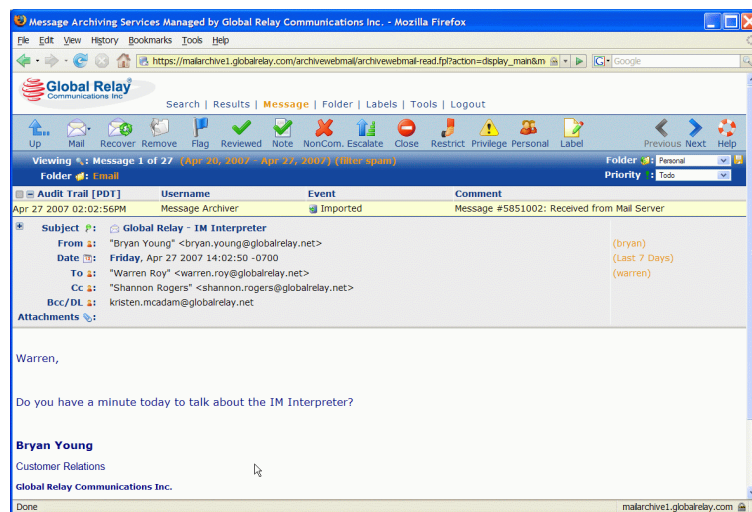 Message Archiving Services Managed by Global Relay Communications Inc. - Mozilla Firefox
File Edit View History Bookmarks Tools Help
https://mailarchive1.globalrelay.com/archivewebmail/archivewebmail-read.fpl?action=display_main&m G Google
Global Relay
Communications Inc
Search | Results | Message | Folder | Labels | Tools | Logout
Up Mail Recover Remove Flag Reviewed Note NonCom. Escalate Close Restrict Privilege Personal Label Previous Next Help
Viewing : Message 1 of 27 (Apr 20, 2007 - Apr 27, 2007) (filter spam) Folder : Personal
Folder : Email Priority : Todo
Audit Trail [PDT] Username Event Comment
Apr 27 2007 02:02:56PM Message Archiver Imported Message #5851002: Received from Mail Server
Subject : Global Relay - IM Interpreter
From : "Bryan Young" <bryan.young@globalrelay.net> (bryan)
Date : Friday, Apr 27 2007 14:02:50 -0700 (Last 7 Days)
To : "Warren Roy" <warren.roy@globalrelay.net> (warren)
Cc : "Shannon Rogers" <shannon.rogers@globalrelay.net>
Bcc/DL : kristen.mcadam@globalrelay.net
Attachments :
Warren,
Do you have a minute today to talk about the IM Interpreter?
Bryan Young
Customer Relations
Global Relay Communications Inc.
Done mailarchive1.globalrelay.com